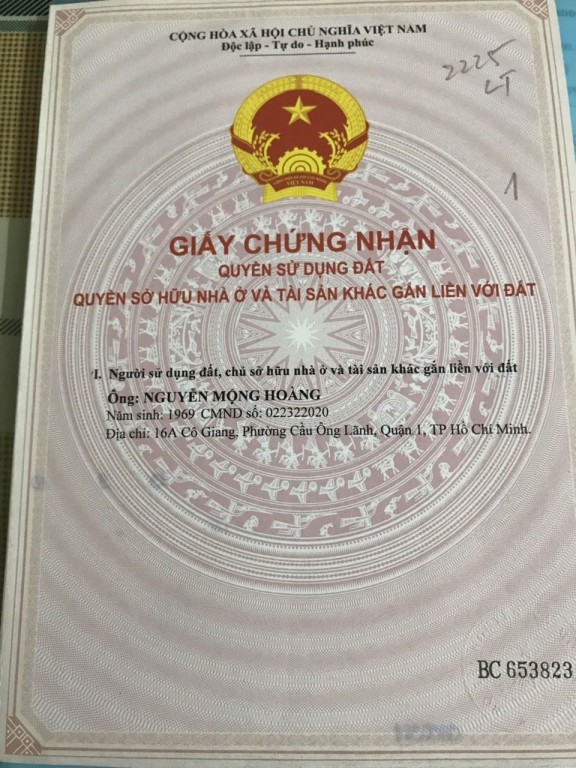 CỘNG HÒA XÃ HỘI CHỦ NGHĨA VIỆT NAM
Độc lập - Tự do - Hạnh phúc
2225
LT
VIỆT NAM
1
GIẤY CHỨNG NHẬN
QUYỀN SỬ DỤNG ĐẤT
QUYỀN SỞ HỮU NHÀ Ở VÀ TÀI SẢN KHÁC GẮN LIỀN VỚI ĐẤT
I. Người sử dụng đất, chủ sở hữu nhà ở và tài sản khác gắn liền với đất
Ông: NGUYỄN MỘNG HOÀNG
Năm sinh: 1969 CMND số: 022322020
Địa chỉ: 16A Cô Giang, Phường Cầu Ông Lãnh, Quận 1, TP Hồ Chí Minh.
BC 653823